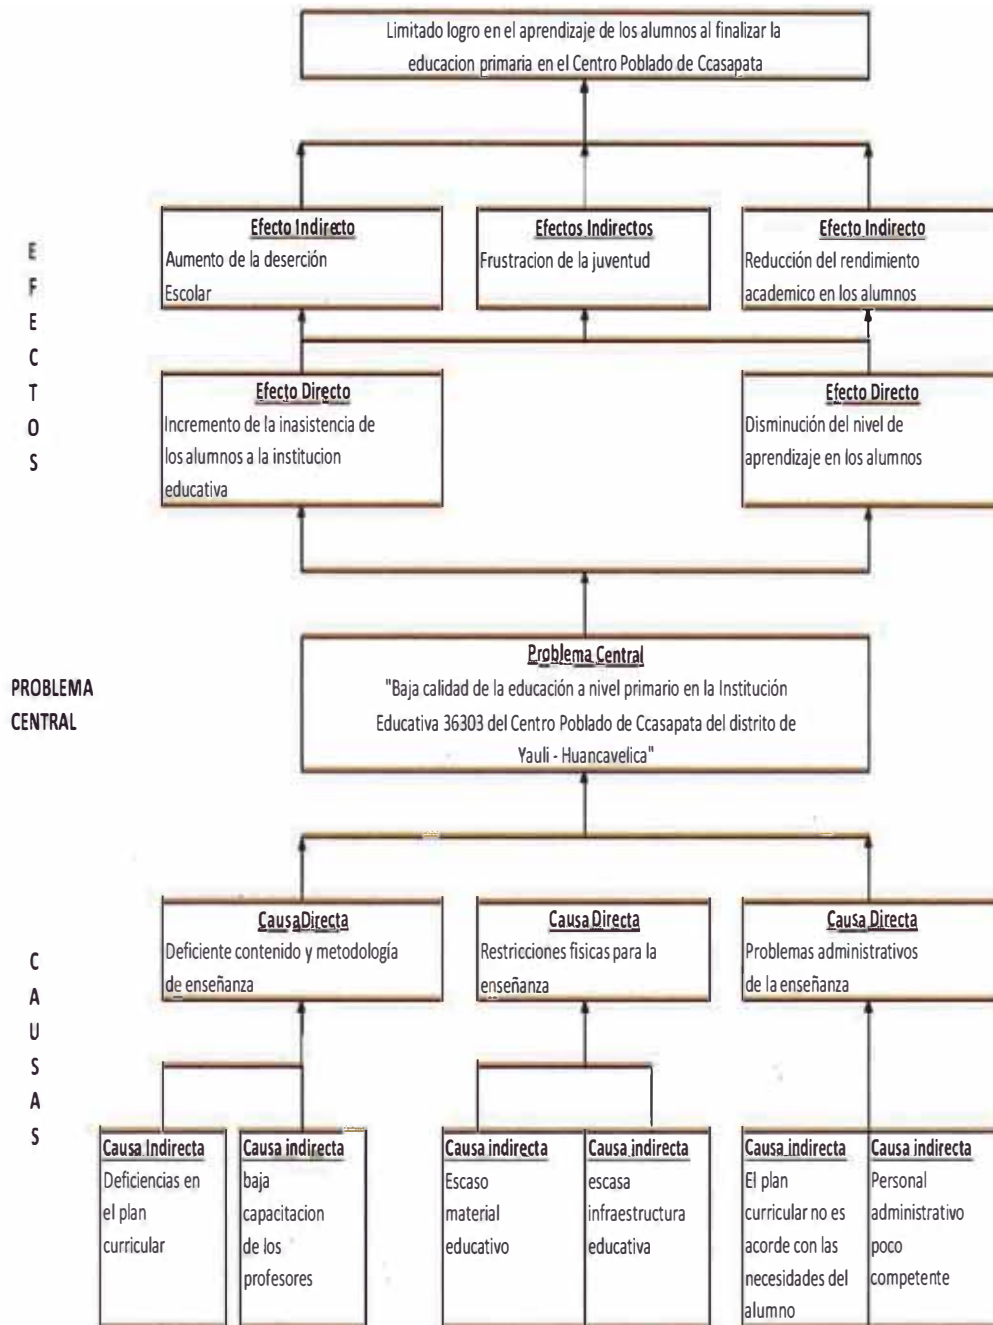 Limitado logro en el aprendizaje de los alumnos al finalizar la
educacion primaria en el Centro Poblado de Ccasapata
EFECTOS
Efecto Indirecto
Aumento de la deserción
Escolar
Efectos Indirectos
Frustracion de la juventud
Efecto Indirecto
Reducción del rendimiento
academico en los alumnos
Efecto Directo
Incremento de la inasistencia de
los alumnos a la institucion
educativa
Efecto Directo
Disminución del nivel de
aprendizaje en los alumnos
PROBLEMA
CENTRAL
Problema Central
"Baja calidad de la educación a nivel primario en la Institución
Educativa 36303 del Centro Poblado de Ccasapata del distrito de
Yauli - Huancavelica"
CAUSAS
Causa Directa
Deficiente contenido y metodología
de enseñanza
Causa Directa
Restricciones fisicas para la
enseñanza
Causa Directa
Problemas administrativos
de la enseñanza
Causa Indirecta
Deficiencias en
el plan
curricular
Causa indirecta
baja
capacitacion
de los
profesores
Causa indirecta
Escaso
material
educativo
Causa indirecta
escasa
infraestructura
educativa
Causa indirecta
El plan
curricular no es
acorde con las
necesidades del
alumno
Causa indirecta
Personal
administrativo
poco
competente